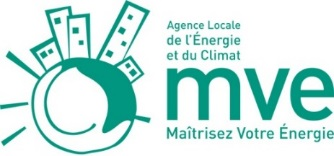 Agence Locale
de l'Énergie
et du Climat
mve
Maîtrisez Votre Énergie